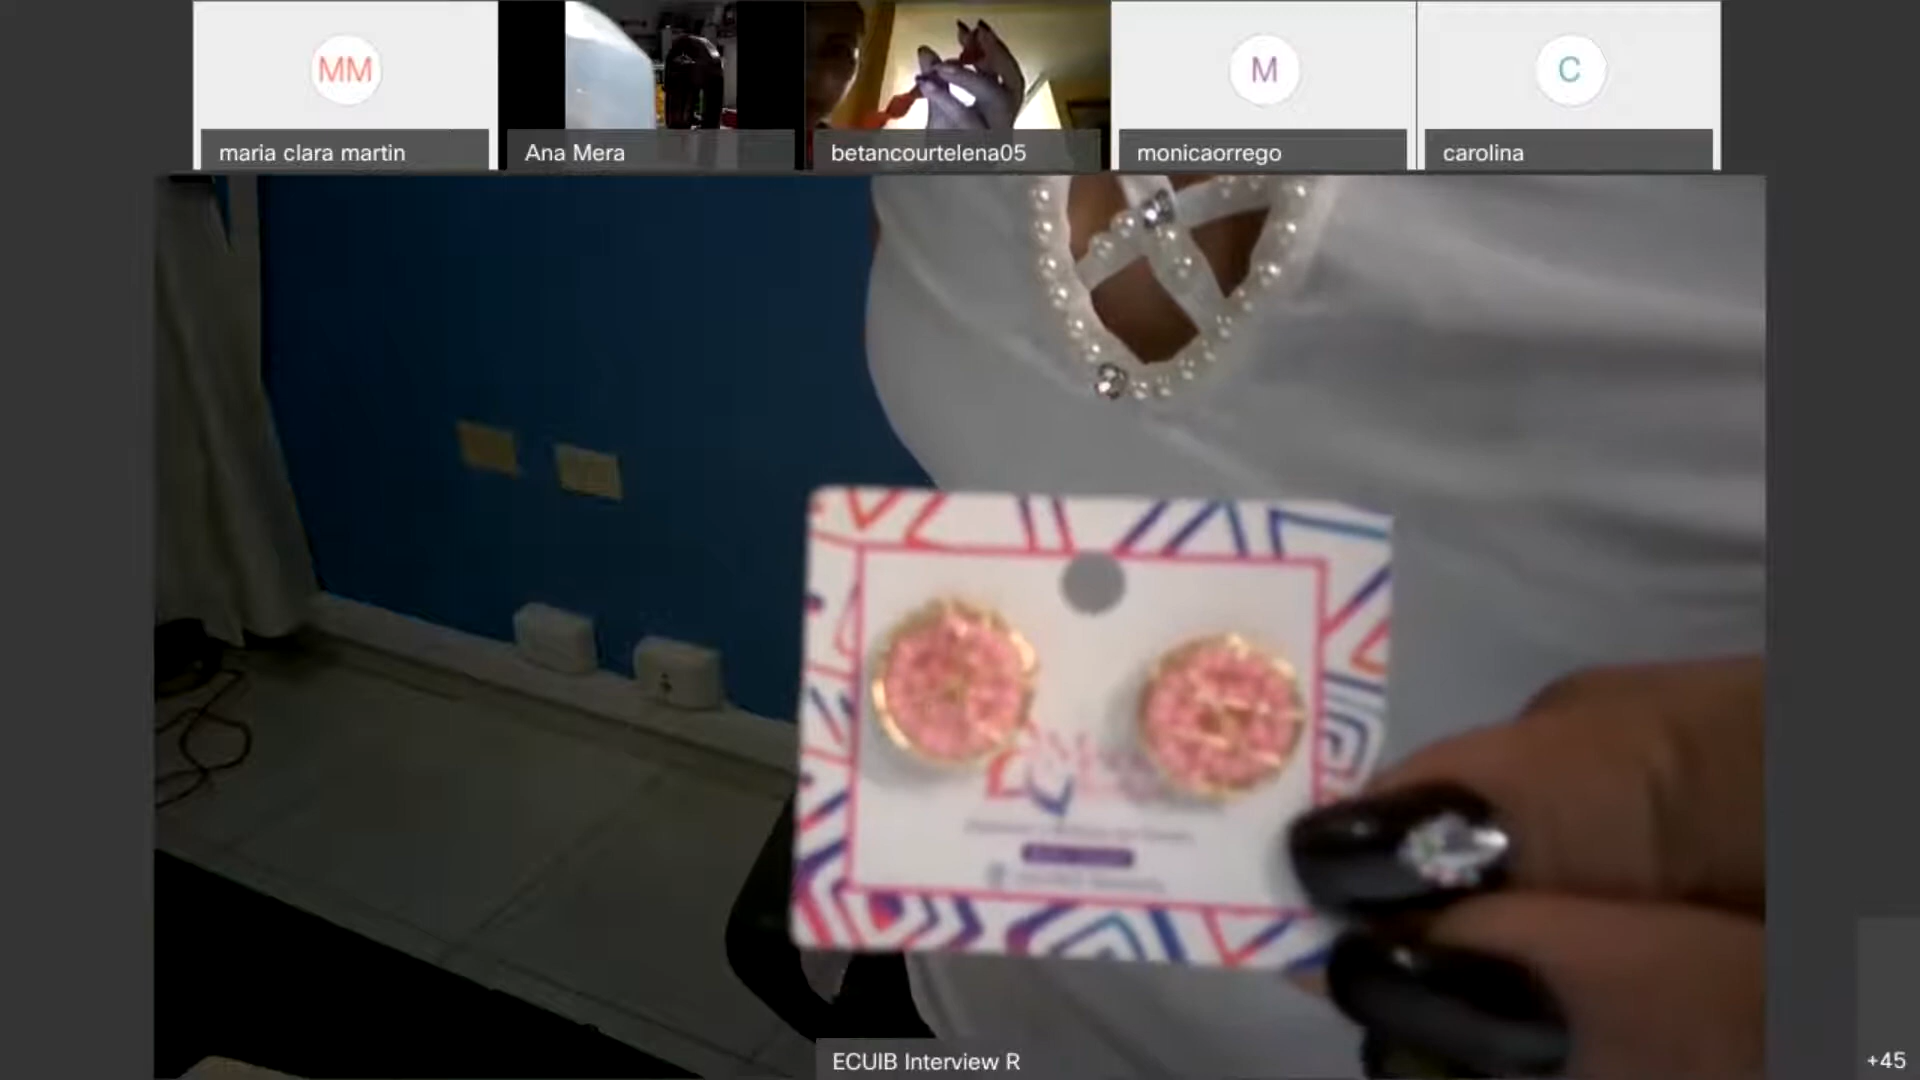 MM
M
C
maria clara martin
Ana Mera
betancourtelena05
monicaorrego
carolina
ECUIB Interview R
+45